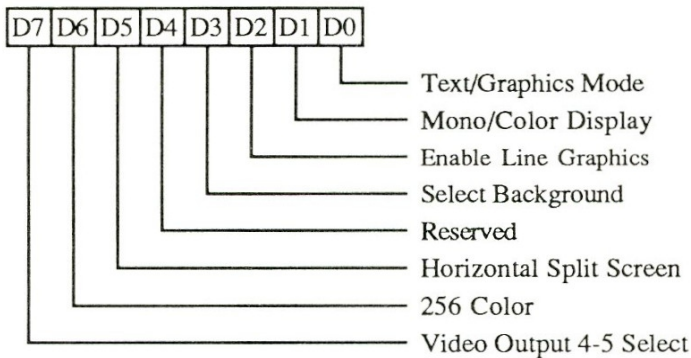 D7 D6 D5 D4 D3 D2 D1 D0
Text/Graphics Mode
Mono/Color Display
Enable Line Graphics
Select Background
Reserved
Horizontal Split Screen
256 Color
Video Output 4-5 Select